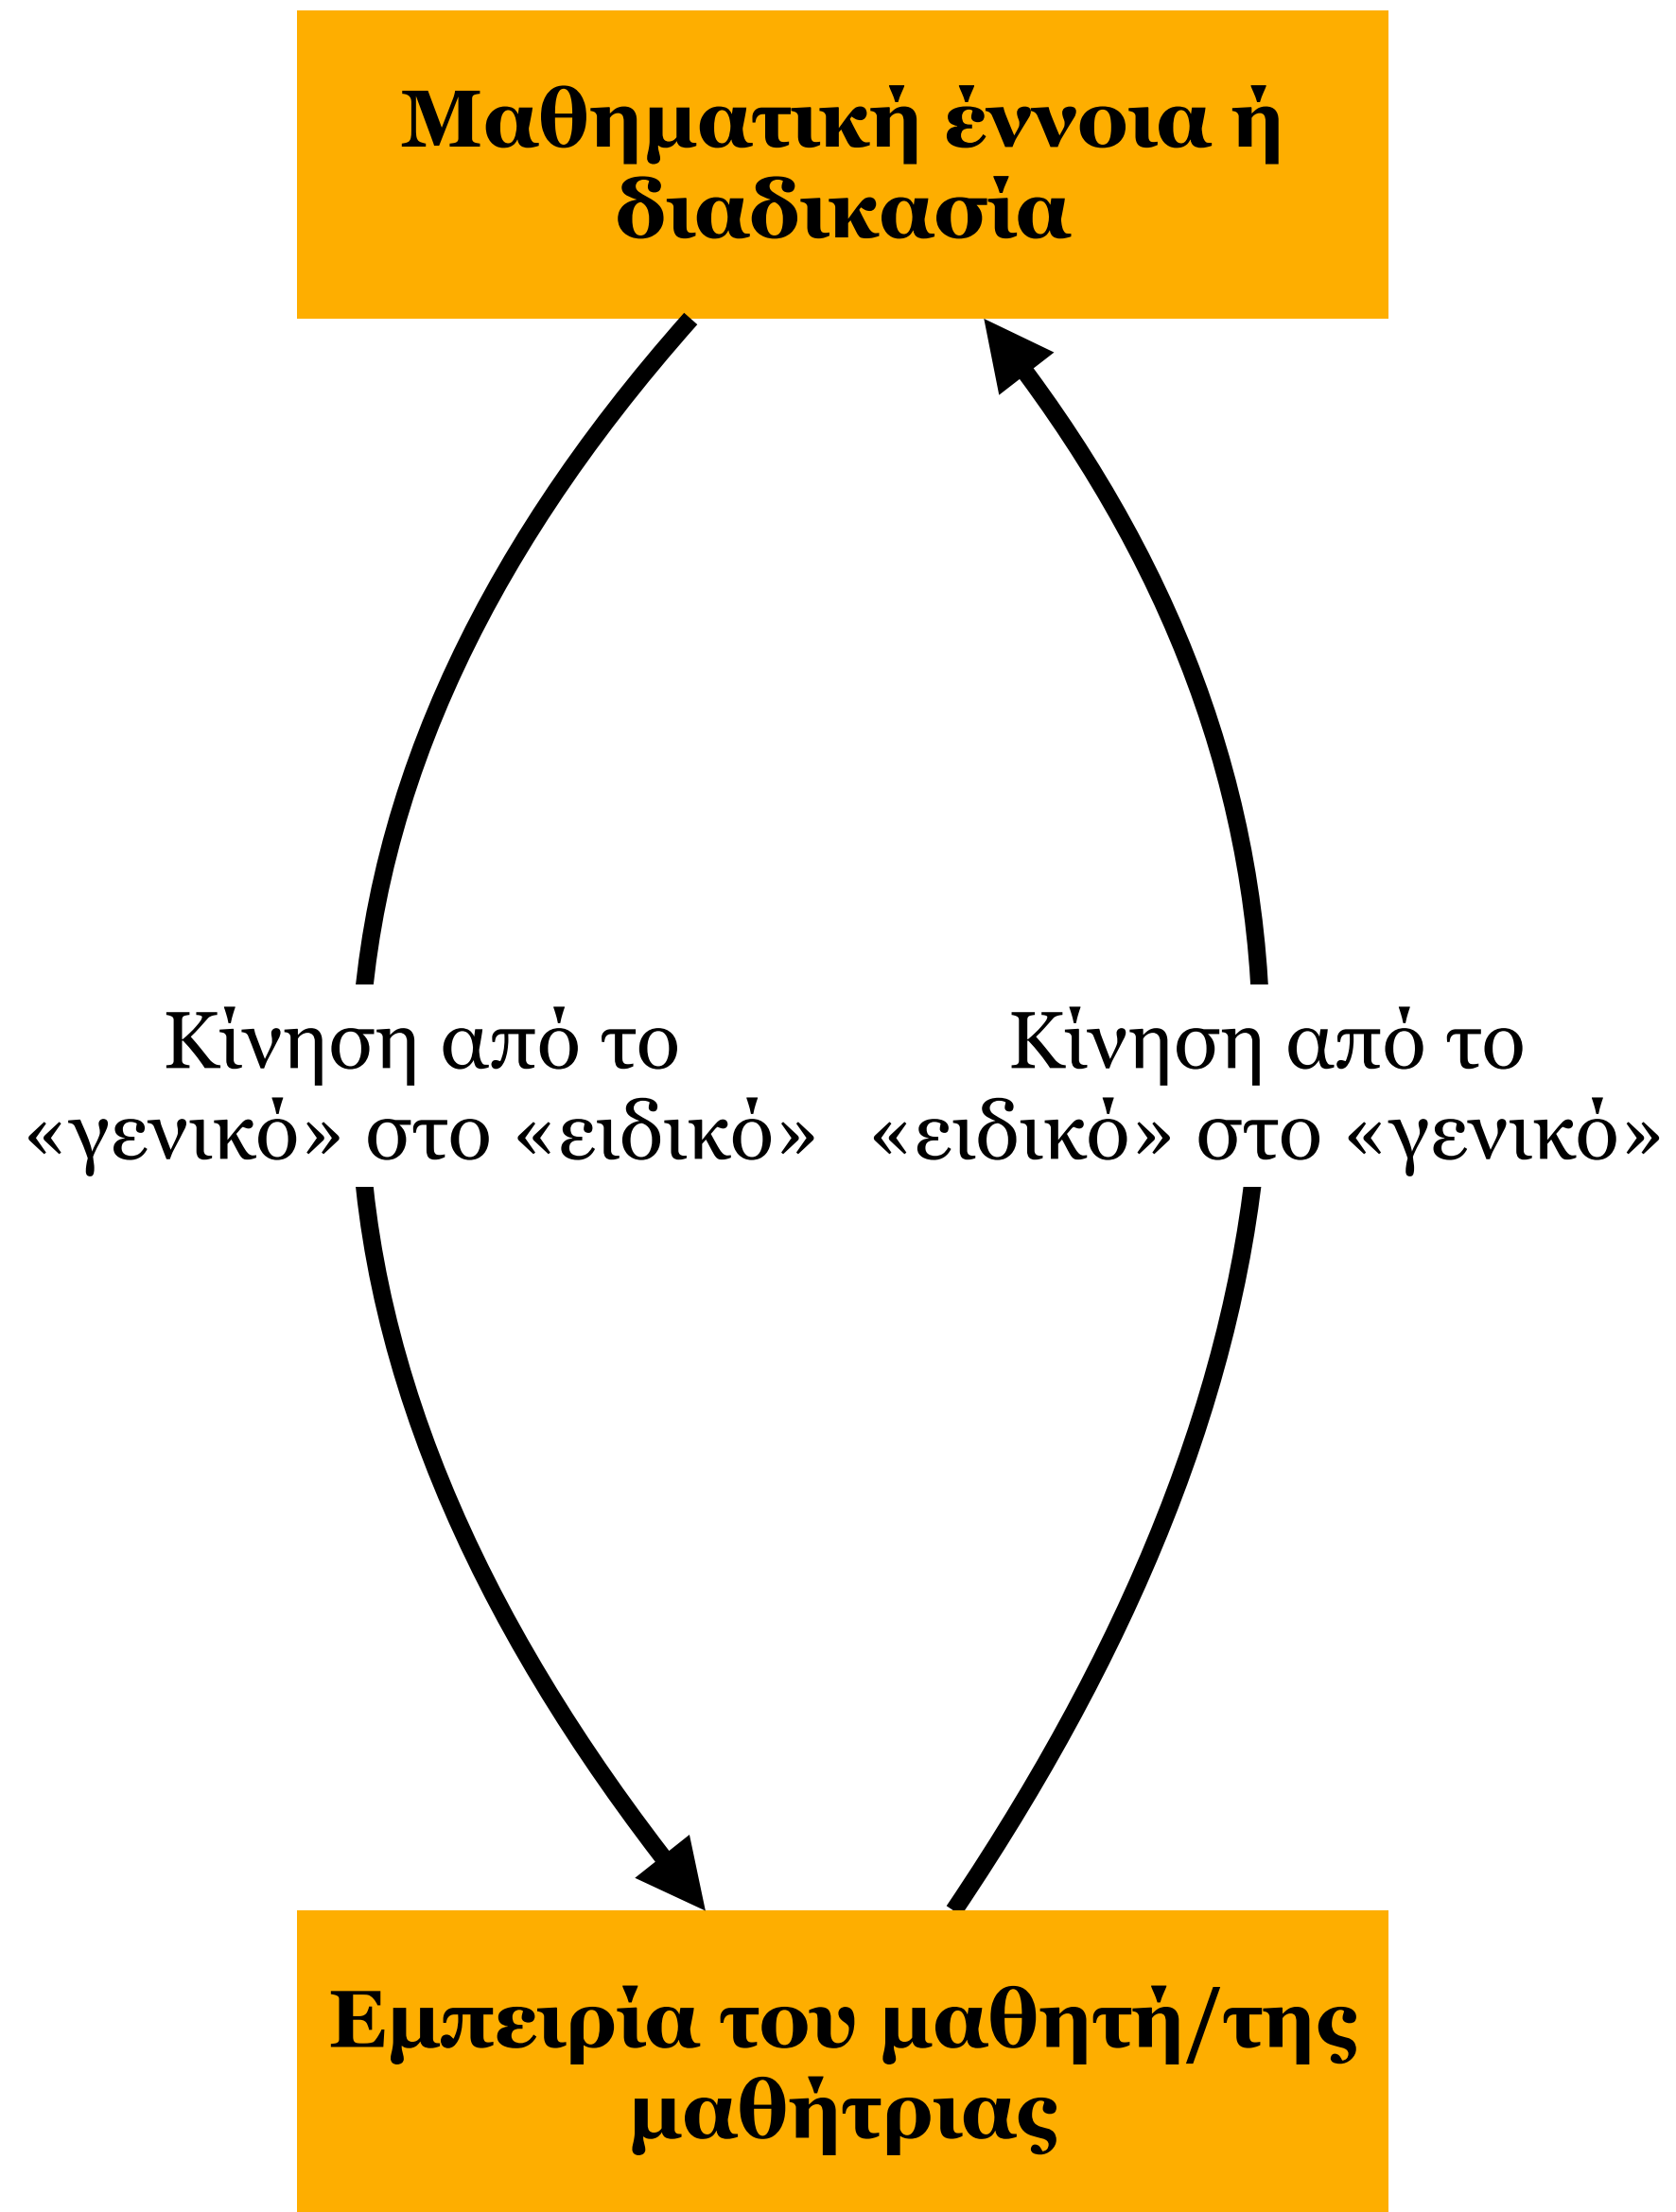 Μαθηματική έννοια ή
διαδικασία
Κίνηση από το
«γενικό» στο «ειδικό»
Κίνηση από το
«ειδικό» στο «γενικό»
Εμπειρία του μαθητή/της
μαθήτριας